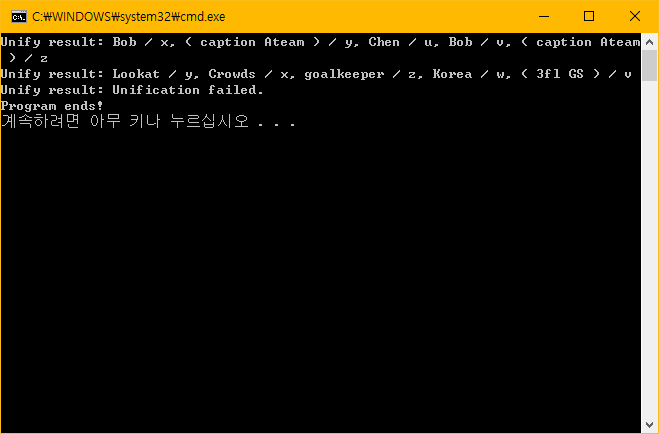 C:₩WINDOWS₩system32₩cmd.exe
Unify result: Bob / x, ( caption Ateam ) / y, Chen / u, Bob / v, ( caption Ateam
 ) / z
Unify result: Lookat / y, Crowds / x, goalkeeper / z, Korea / w, ( 3fl GS ) / v
Unify result: Unification failed.
Program ends!
계속하려면 아무 키나 누르십시오 . . .